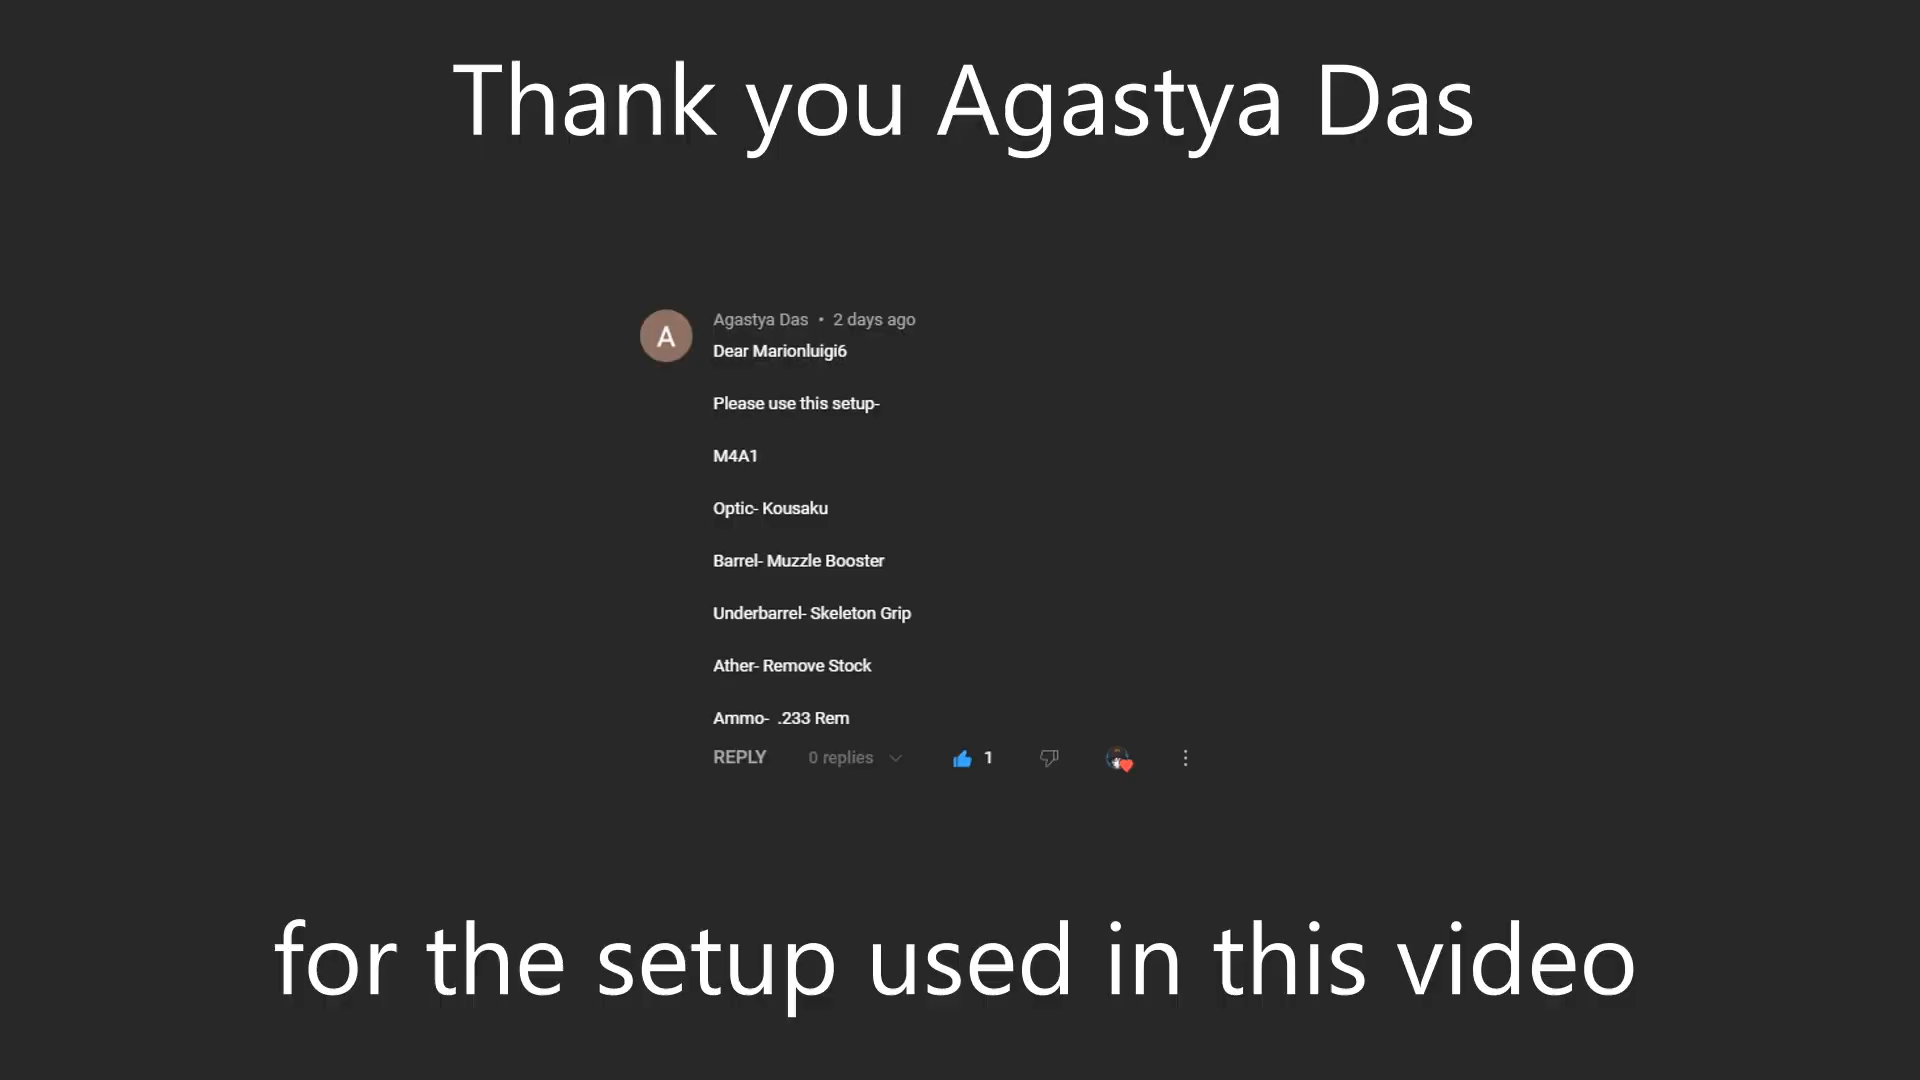 Thank you Agastya Das
A
Agastya Das • 2 days ago
Dear Marionluigi6
Please use this setup-
M4A1
Optic- Kousaku
Barrel- Muzzle Booster
Underbarrel- Skeleton Grip
Ather- Remove Stock
Ammo- .233 Rem
REPLY 0 replies 1
for the setup used in this video